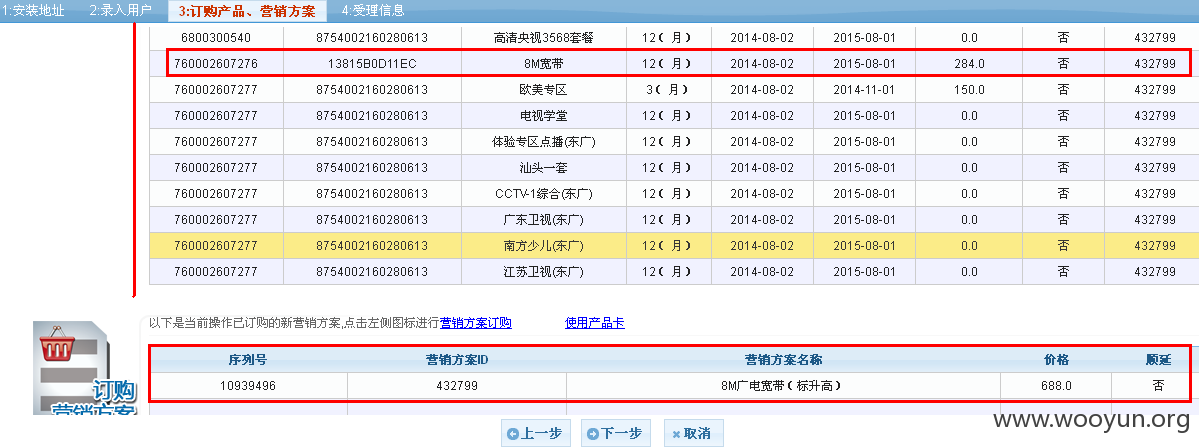 1:安装地址 2:录入用户 3:订购产品、营销方案 4:受理信息
6800300540 8754002160280613 高清央视3568套餐 12 ( 月 ) 2014-08-02 2015-08-01 0.0 否 432799
760002607276 13815B0D11EC 8M宽带 12 ( 月 ) 2014-08-02 2015-08-01 284.0 否 432799
760002607277 8754002160280613 欧美专区 3 ( 月 ) 2014-08-02 2014-11-01 150.0 否 432799
760002607277 8754002160280613 电视学堂 12 ( 月 ) 2014-08-02 2015-08-01 0.0 否 432799
760002607277 8754002160280613 体验专区点播(东广) 12 ( 月 ) 2014-08-02 2015-08-01 0.0 否 432799
760002607277 8754002160280613 汕头一套 12 ( 月 ) 2014-08-02 2015-08-01 0.0 否 432799
760002607277 8754002160280613 CCTV-1综合(东广) 12 ( 月 ) 2014-08-02 2015-08-01 0.0 否 432799
760002607277 8754002160280613 广东卫视(东广) 12 ( 月 ) 2014-08-02 2015-08-01 0.0 否 432799
760002607277 8754002160280613 南方少儿(东广) 12 ( 月 ) 2014-08-02 2015-08-01 0.0 否 432799
760002607277 8754002160280613 江苏卫视(东广) 12 ( 月 ) 2014-08-02 2015-08-01 0.0 否 432799
以下是当前操作已订购的新营销方案,点击左侧图标进行营销方案订购 使用产品卡
序列号 营销方案ID 营销方案名称 价格 顺延
10939496 432799 8M广电宽带（标升高） 688.0 否
订购
营销方案
上一步 下一步 取消
www.wooyun.org